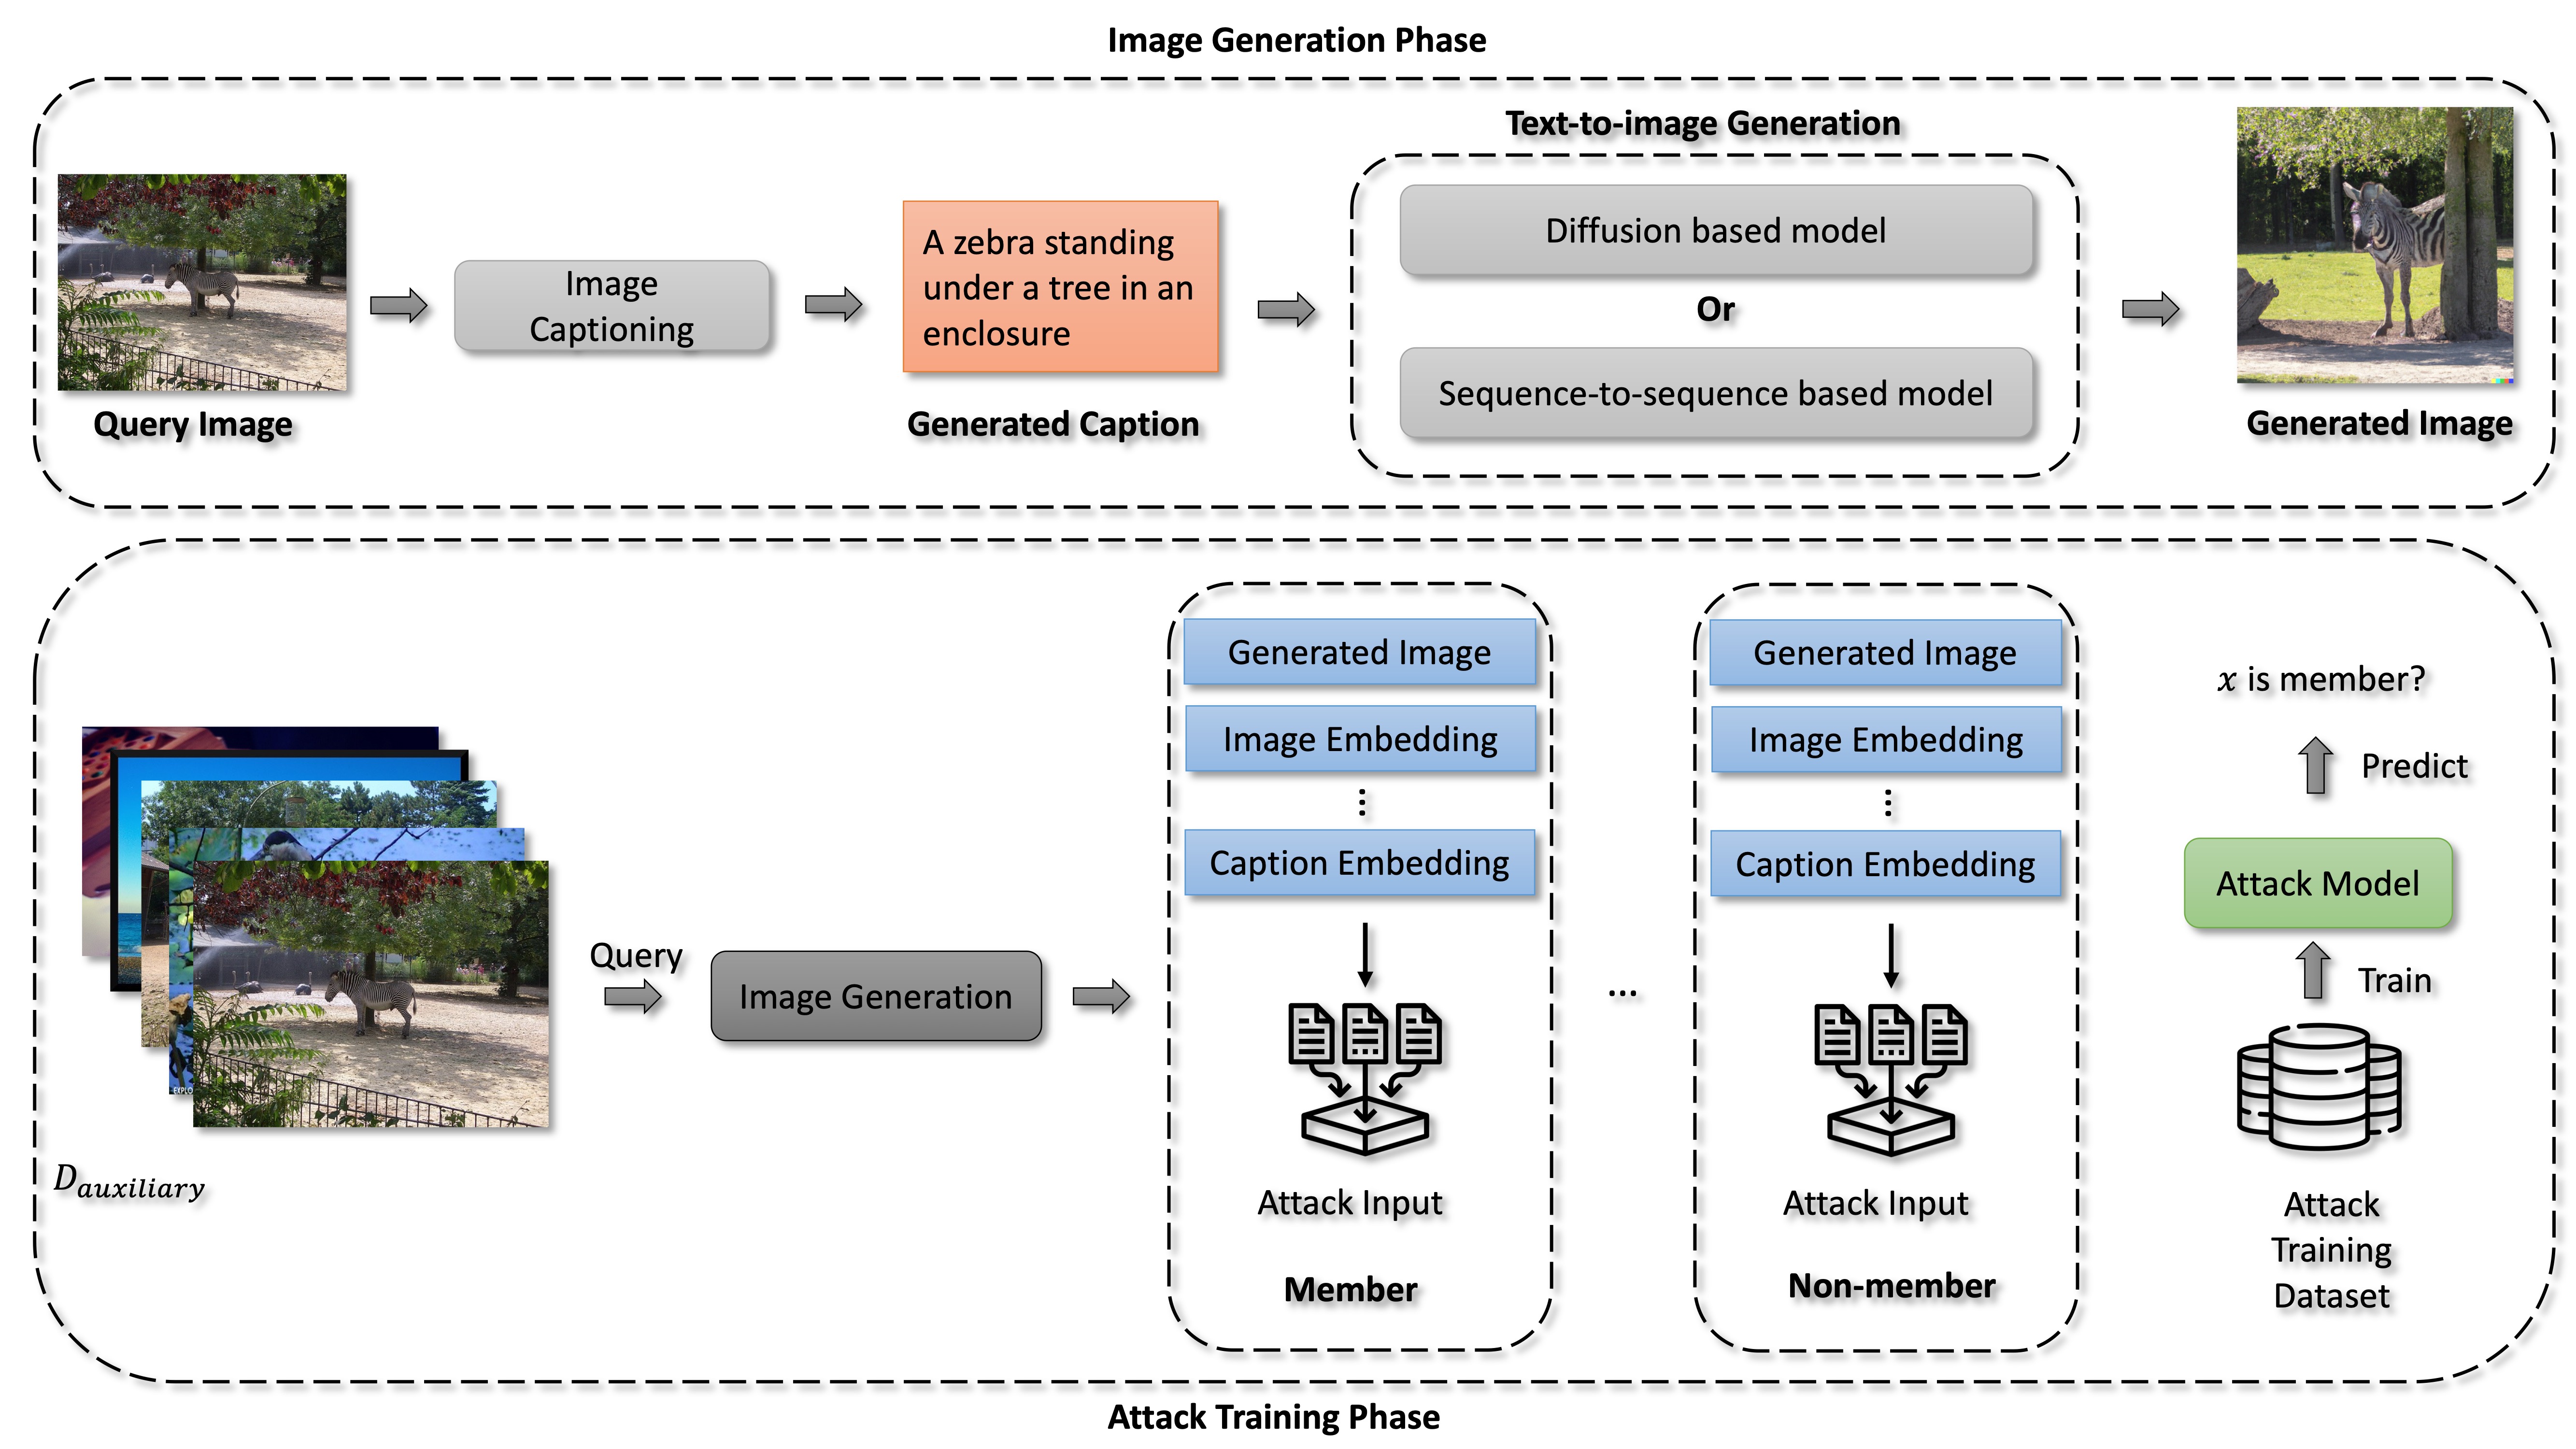 Image Generation Phase
Text-to-image Generation
Query Image
Image
Captioning
A zebra standing
under a tree in an
enclosure
Generated Caption
Diffusion based model
Or
Sequence-to-sequence based model
Generated Image
D_auxiliary
EXPLO
Query
Image Generation
Generated Image
Image Embedding
⋮
Caption Embedding
Attack Input
Member
...
Generated Image
Image Embedding
⋮
Caption Embedding
Attack Input
Non-member
x is member?
Predict
Attack Model
Train
Attack
Training
Dataset
Attack Training Phase